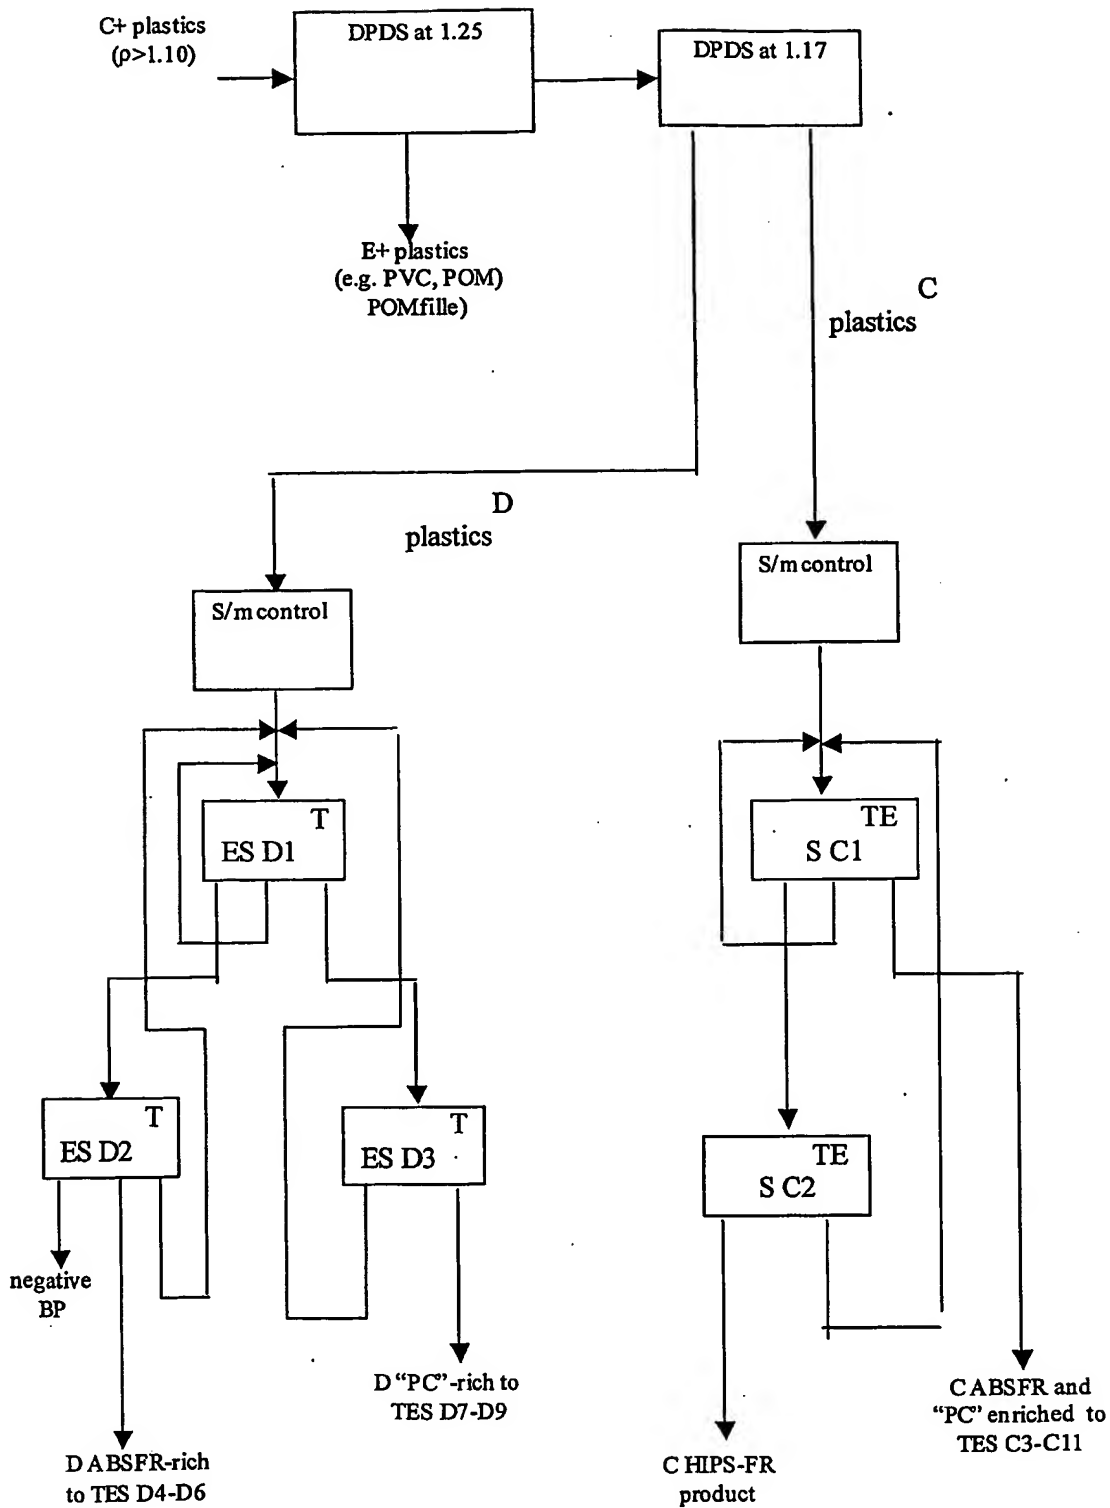 C+ plastics
(ρ>1.10)
DPDS at 1.25
DPDS at 1.17
E+ plastics
(e.g. PVC, POM)
POMfille)
C
plastics
D
plastics
S/m control
S/m control
T
ES D1
TE
S C1
T
ES D2
T
ES D3
TE
S C2
negative
BP
D "PC"-rich to
TES D7-D9
C ABSFR and
"PC" enriched to
TES C3-C11
D ABSFR-rich
to TES D4-D6
C HIPS-FR
product